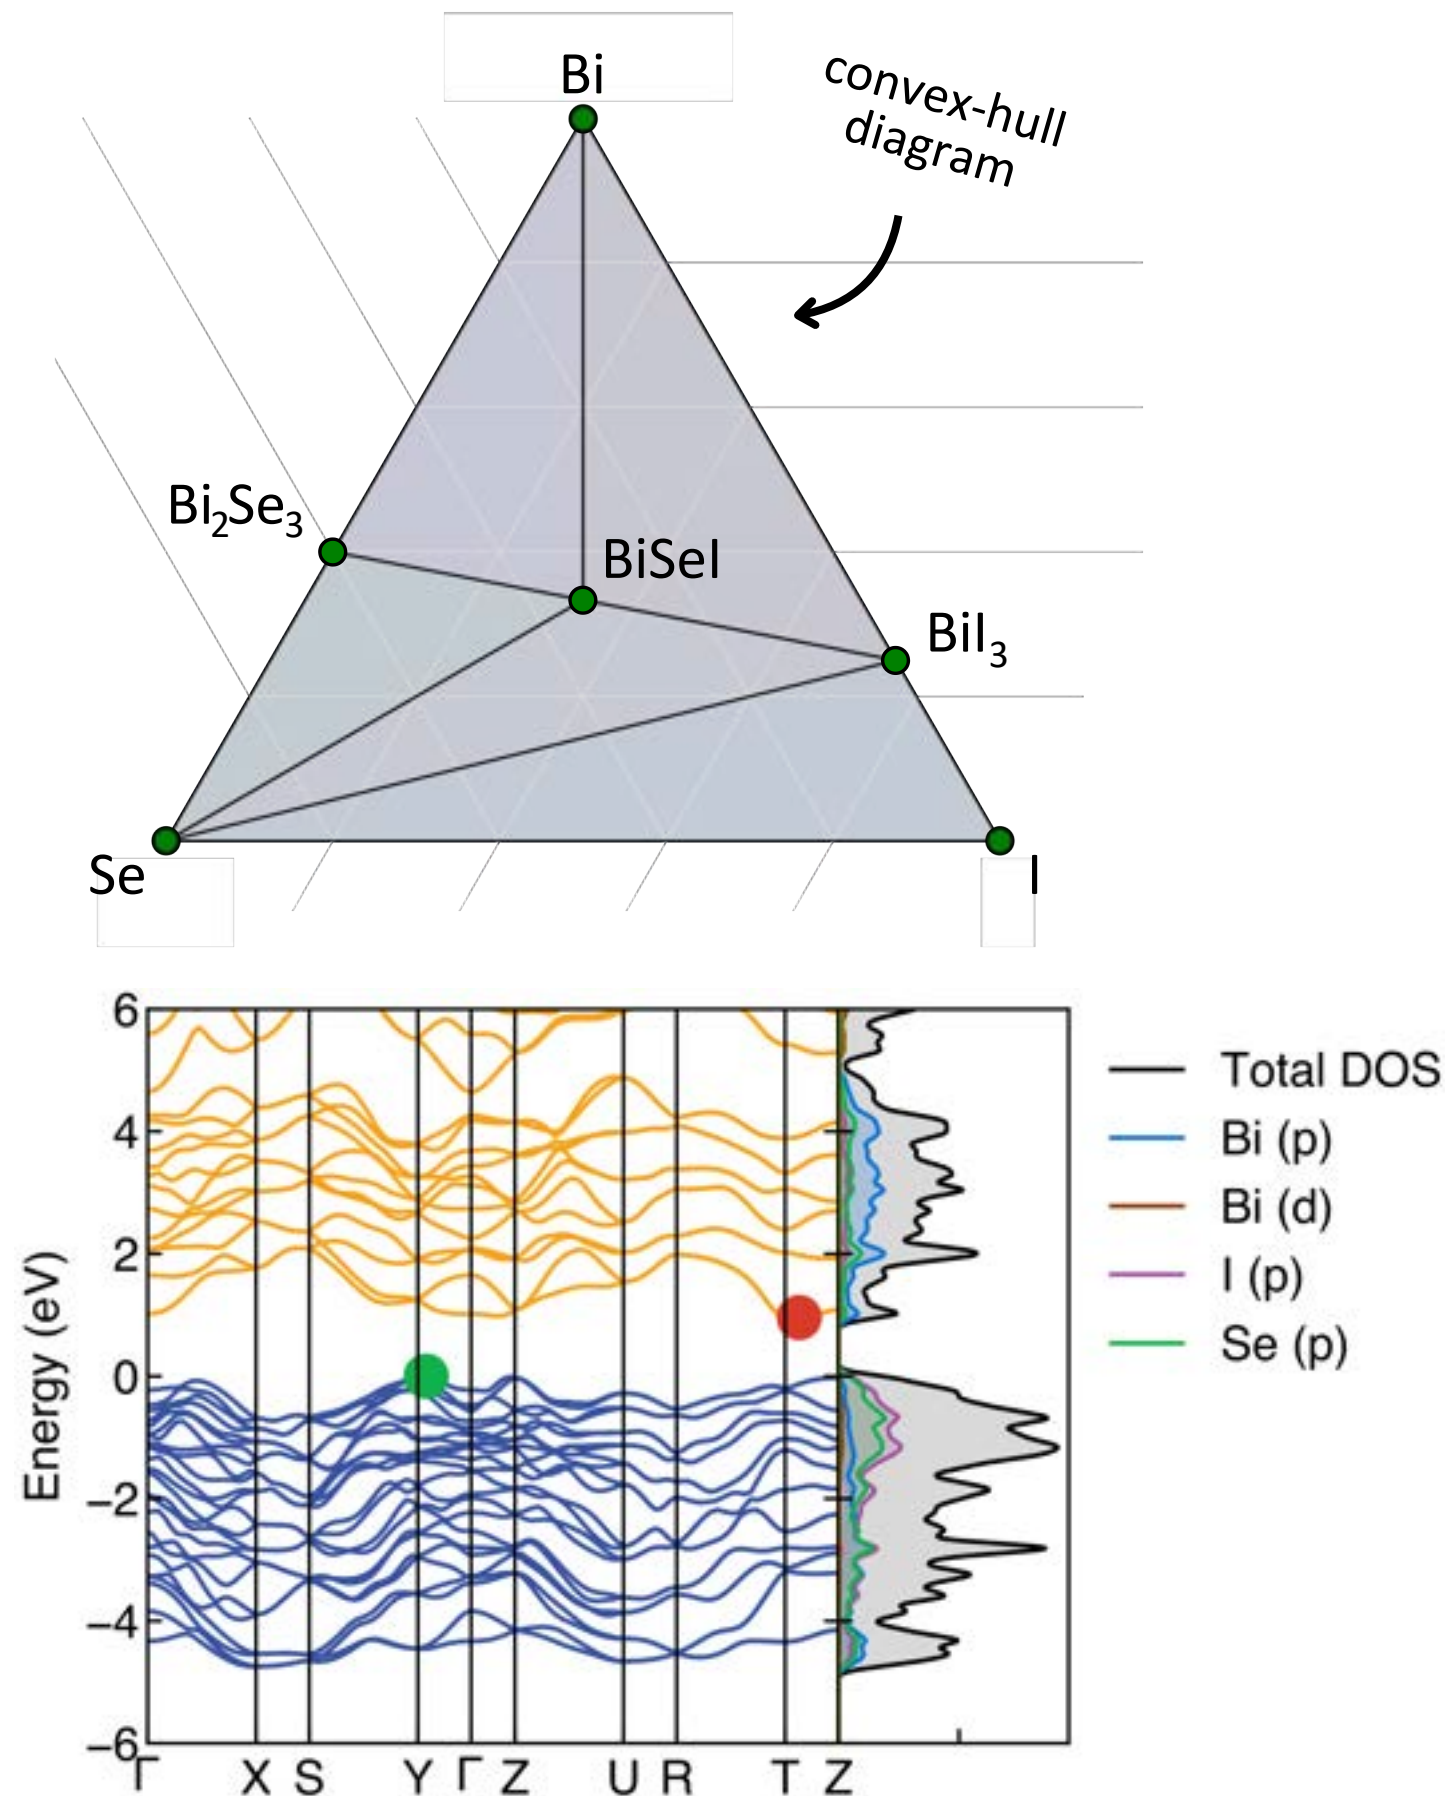 Bi
convex-hull
diagram
Bi₂Se₃
BiSeI
BiI₃
Se
I
6
4
2
0
−2
−4
−6
Energy (eV)
Γ X S Y Γ Z U R T Z
Total DOS
Bi (p)
Bi (d)
I (p)
Se (p)